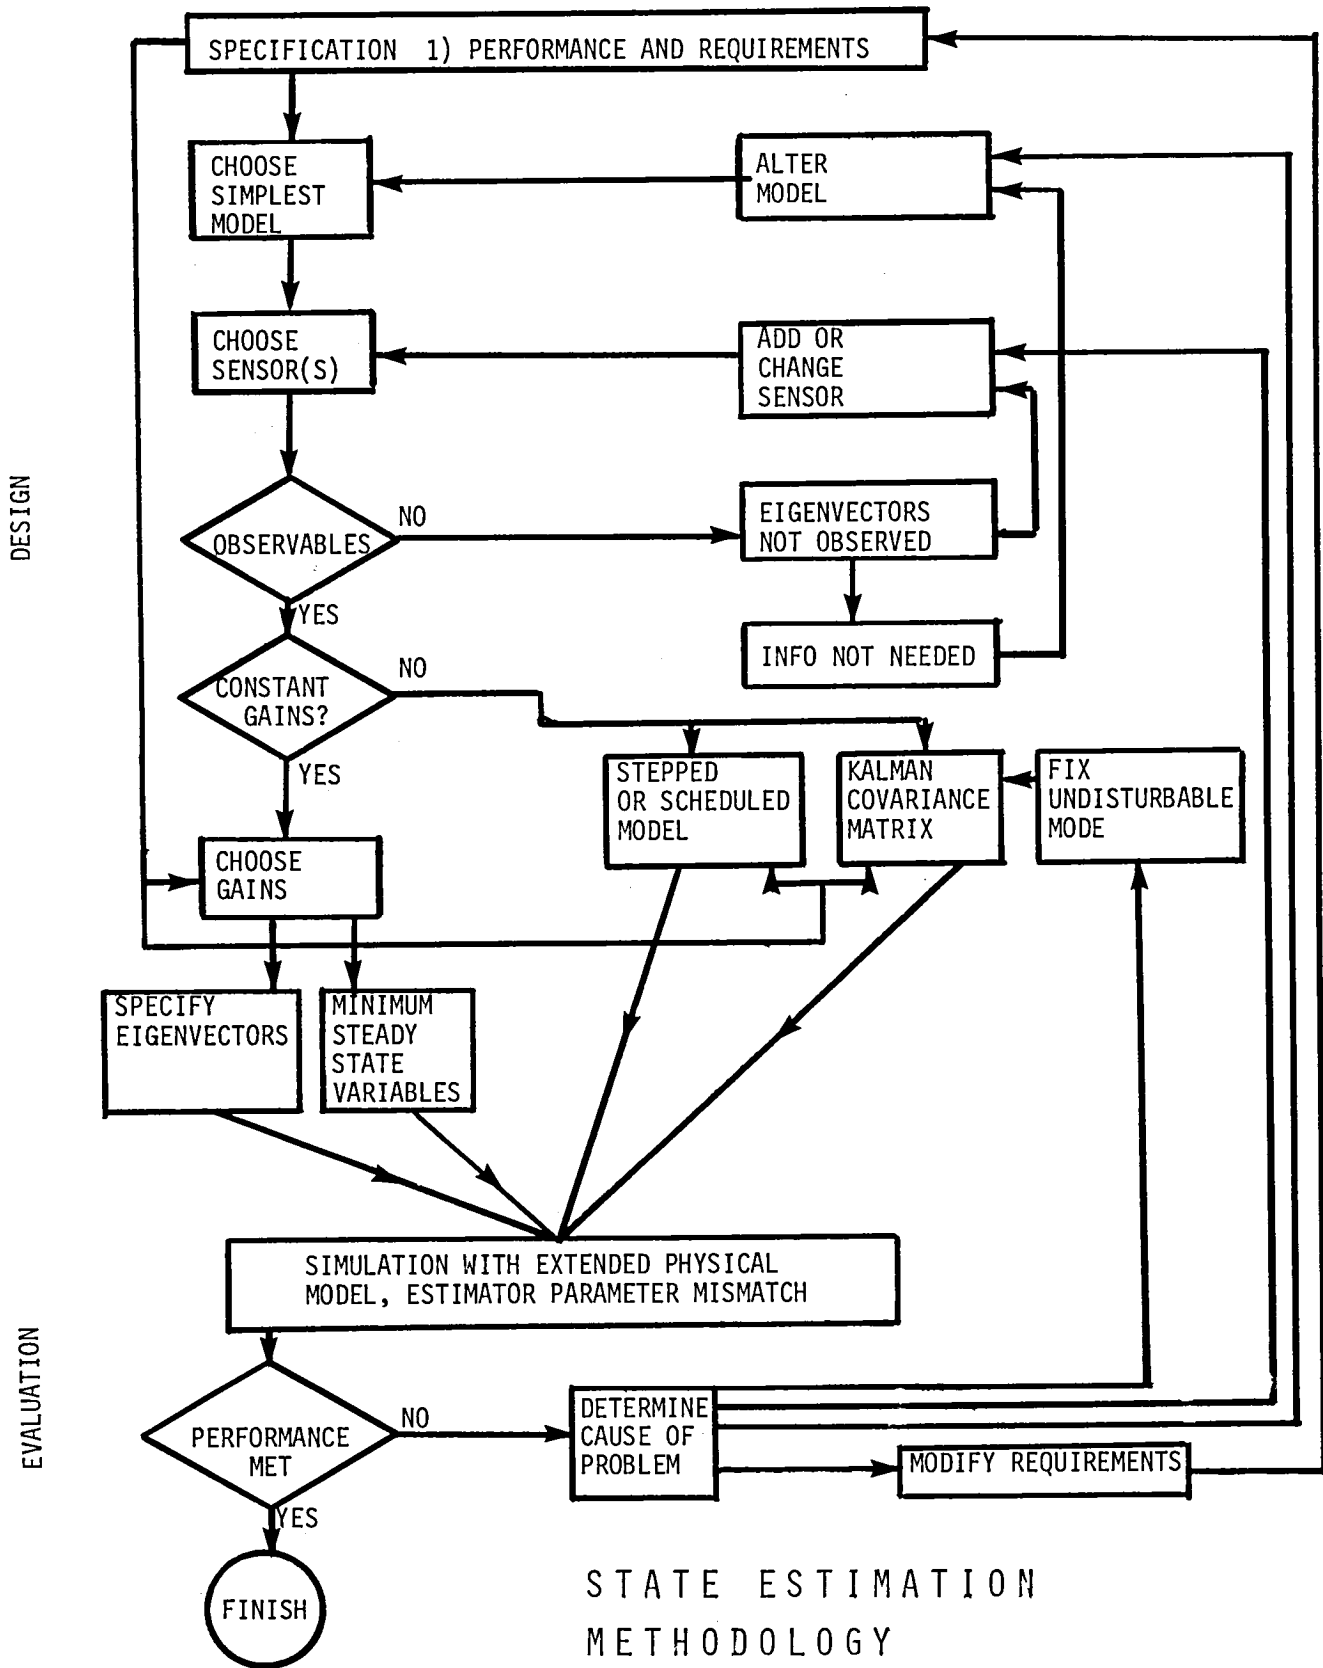 SPECIFICATION 1) PERFORMANCE AND REQUIREMENTS
CHOOSE
SIMPLEST
MODEL
ALTER
MODEL
CHOOSE
SENSOR(S)
ADD OR
CHANGE
SENSOR
DESIGN
OBSERVABLES
NO
YES
EIGENVECTORS
NOT OBSERVED
INFO NOT NEEDED
CONSTANT
GAINS?
NO
YES
STEPPED
OR SCHEDULED
MODEL
KALMAN
COVARIANCE
MATRIX
FIX
UNDISTURBABLE
MODE
CHOOSE
GAINS
SPECIFY
EIGENVECTORS
MINIMUM
STEADY
STATE
VARIABLES
SIMULATION WITH EXTENDED PHYSICAL
MODEL, ESTIMATOR PARAMETER MISMATCH
EVALUATION
PERFORMANCE
MET
NO
YES
DETERMINE
CAUSE OF
PROBLEM
MODIFY REQUIREMENTS
FINISH
STATE ESTIMATION
METHODOLOGY